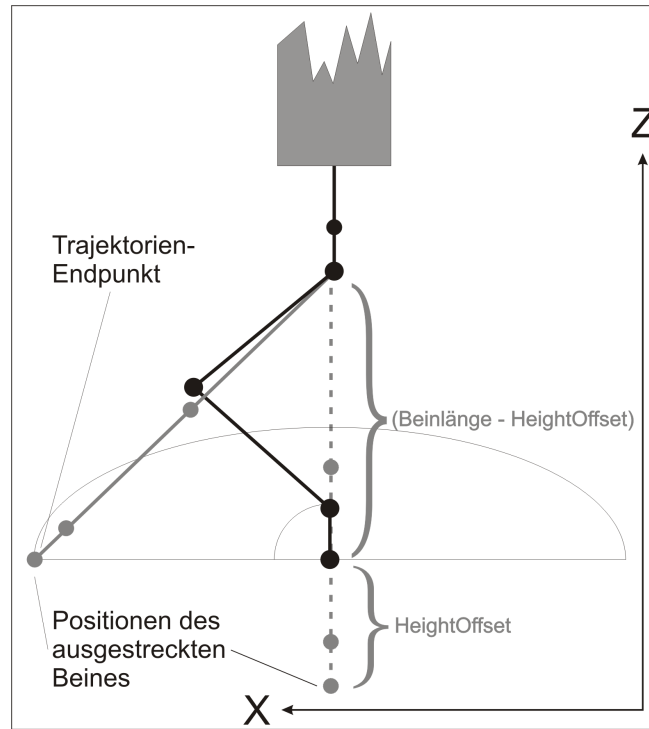 Z
Trajektorien-
Endpunkt
(Beinlänge - HeightOffset)
HeightOffset
Positionen des
ausgestreckten
Beines
X